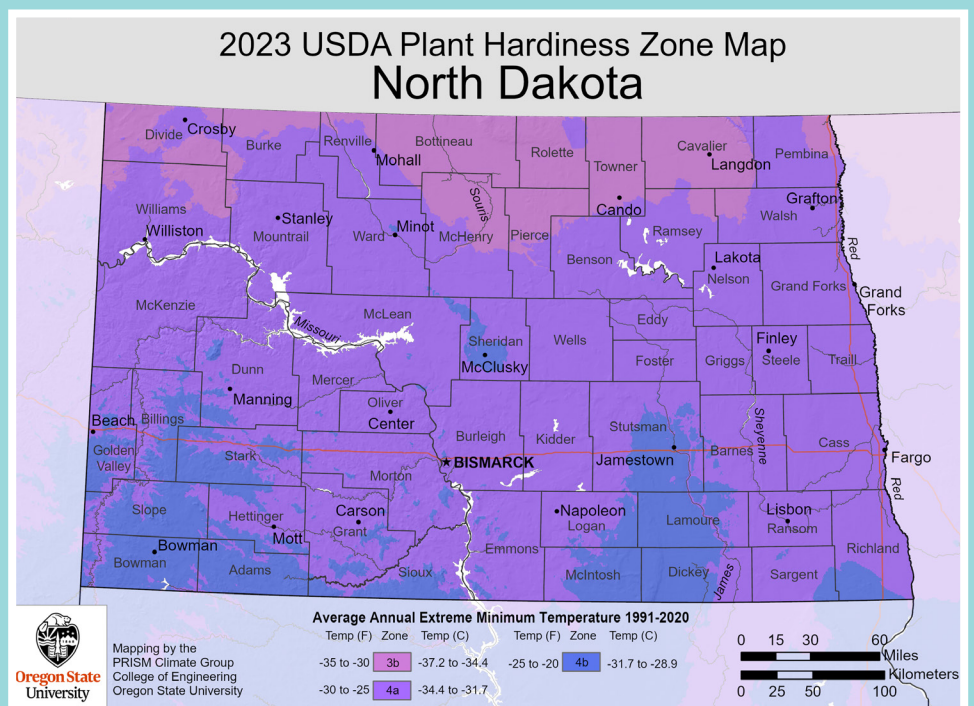 2023 USDA Plant Hardiness Zone Map
North Dakota
Divide
Crosby
Burke
Renville
Mohall
Bottineau
Rolette
Towner
Cavalier
Langdon
Pembina
Williams
Williston
Stanley
Mountrail
Ward
Minot
McHenry
Souris
Pierce
Cando
Benson
Ramsey
Lakota
Nelson
Walsh
Grafton
Red
Grand Forks
Grand
Forks
McKenzie
Missouri
McLean
Sheridan
McClusky
Wells
Eddy
Foster
Griggs
Finley
Steele
Traill
Dunn
Manning
Mercer
Oliver
Center
Beach
Billings
Golden
Valley
Stark
Morton
Burleigh
BISMARCK
Kidder
Stutsman
Jamestown
Barnes
Sheyenne
Cass
Fargo
Red
Slope
Hettinger
Mott
Carson
Grant
Napoleon
Logan
Lamoure
Lisbon
Ransom
Richland
Bowman
Bowman
Adams
Sioux
Emmons
McIntosh
Dickey
James
Sargent
Oregon State
University
Mapping by the
PRISM Climate Group
College of Engineering
Oregon State University
Average Annual Extreme Minimum Temperature 1991-2020
Temp (F) Zone Temp (C) Temp (F) Zone Temp (C)
-35 to -30 3b -37.2 to -34.4 -25 to -20 4b -31.7 to -28.9
-30 to -25 4a -34.4 to -31.7
0 15 30 60
Miles
Kilometers
0 25 50 100